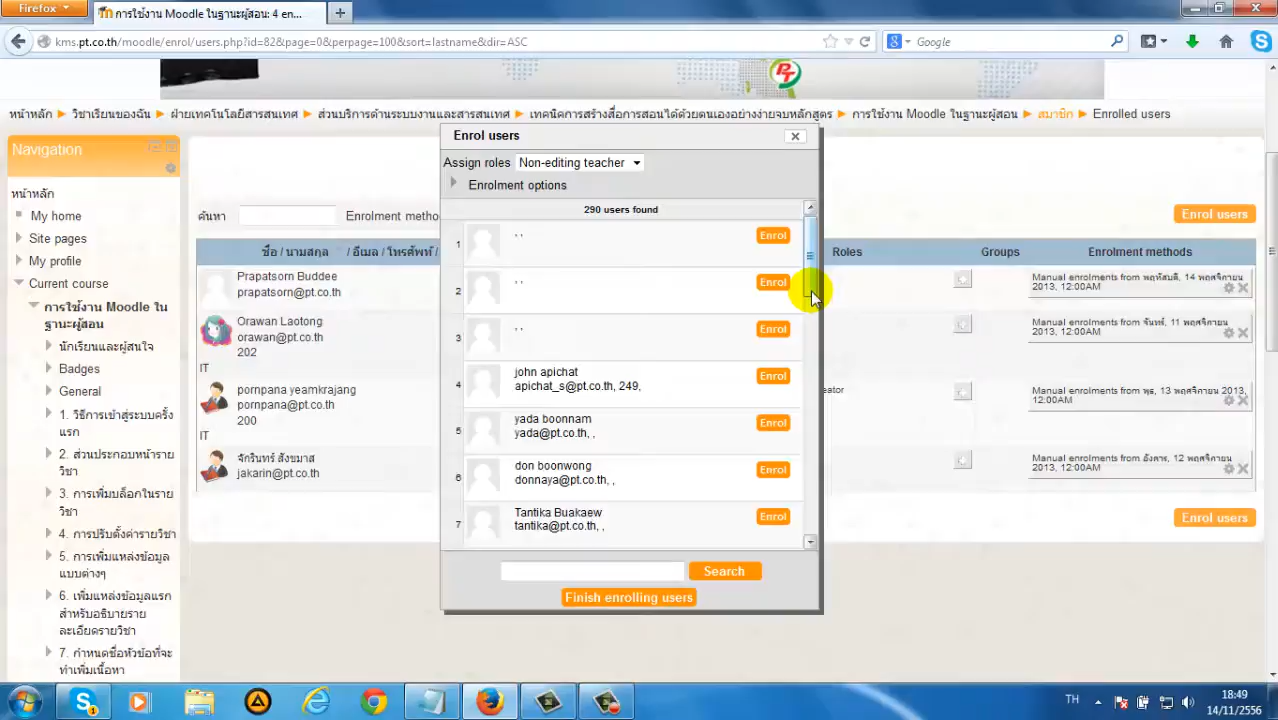 Firefox
การใช้งาน Moodle ในฐานะผู้สอน: 4 en...
kms.pt.co.th/moodle/enrol/users.php?id=82&page=0&perpage=100&sort=lastname&dir=ASC
Google
หน้าหลัก วิชาเรียนของฉัน ฝ่ายเทคโนโลยีสารสนเทศ ส่วนบริการด้านระบบงานและสารสนเทศ เทคนิคการสร้างสื่อการสอนได้ด้วยตนเองอย่างง่ายจบหลักสูตร การใช้งาน Moodle ในฐานะผู้สอน สมาชิก Enrolled users
Navigation
หน้าหลัก
My home
Site pages
My profile
Current course
การใช้งาน Moodle ใน
ฐานะผู้สอน
นักเรียนและผู้สนใจ
Badges
General
1. วิธีการเข้าสู่ระบบครั้ง
แรก
2. ส่วนประกอบหน้าราย
วิชา
3. การเพิ่มบล็อกในราย
วิชา
4. การปรับตั้งค่ารายวิชา
5. การเพิ่มแหล่งข้อมูล
แบบต่างๆ
6. เพิ่มแหล่งข้อมูลแรก
สำหรับอธิบายราย
ละเอียดรายวิชา
7. กำหนดชื่อหัวข้อที่จะ
ทำเพิ่มเนื้อหา
ค้นหา Enrolment metho
Enrol users
ชื่อ / นามสกุล / อีเมล / โทรศัพท์ /
Roles Groups Enrolment methods
Prapatsorn Buddee
prapatsorn@pt.co.th
Manual enrolments from พฤหัสบดี, 14 พฤศจิกายน
2013, 12:00AM
Orawan Laotong
orawan@pt.co.th
202
IT
Manual enrolments from จันทร์, 11 พฤศจิกายน
2013, 12:00AM
pornpana yeamkrajang
pornpana@pt.co.th
200
IT
eator
Manual enrolments from พุธ, 13 พฤศจิกายน 2013,
12:00AM
จักรินทร์ สังขมาส
jakarin@pt.co.th
Manual enrolments from อังคาร, 12 พฤศจิกายน
2013, 12:00AM
Enrol users
Enrol users
Assign roles Non-editing teacher
Enrolment options
290 users found
1 , , Enrol
2 , , Enrol
3 , , Enrol
4 john apichat Enrol
apichat_s@pt.co.th, 249,
5 yada boonnam Enrol
yada@pt.co.th, ,
6 don boonwong Enrol
donnaya@pt.co.th, ,
7 Tantika Buakaew Enrol
tantika@pt.co.th, ,
Search
Finish enrolling users
TH
18:49
14/11/2556